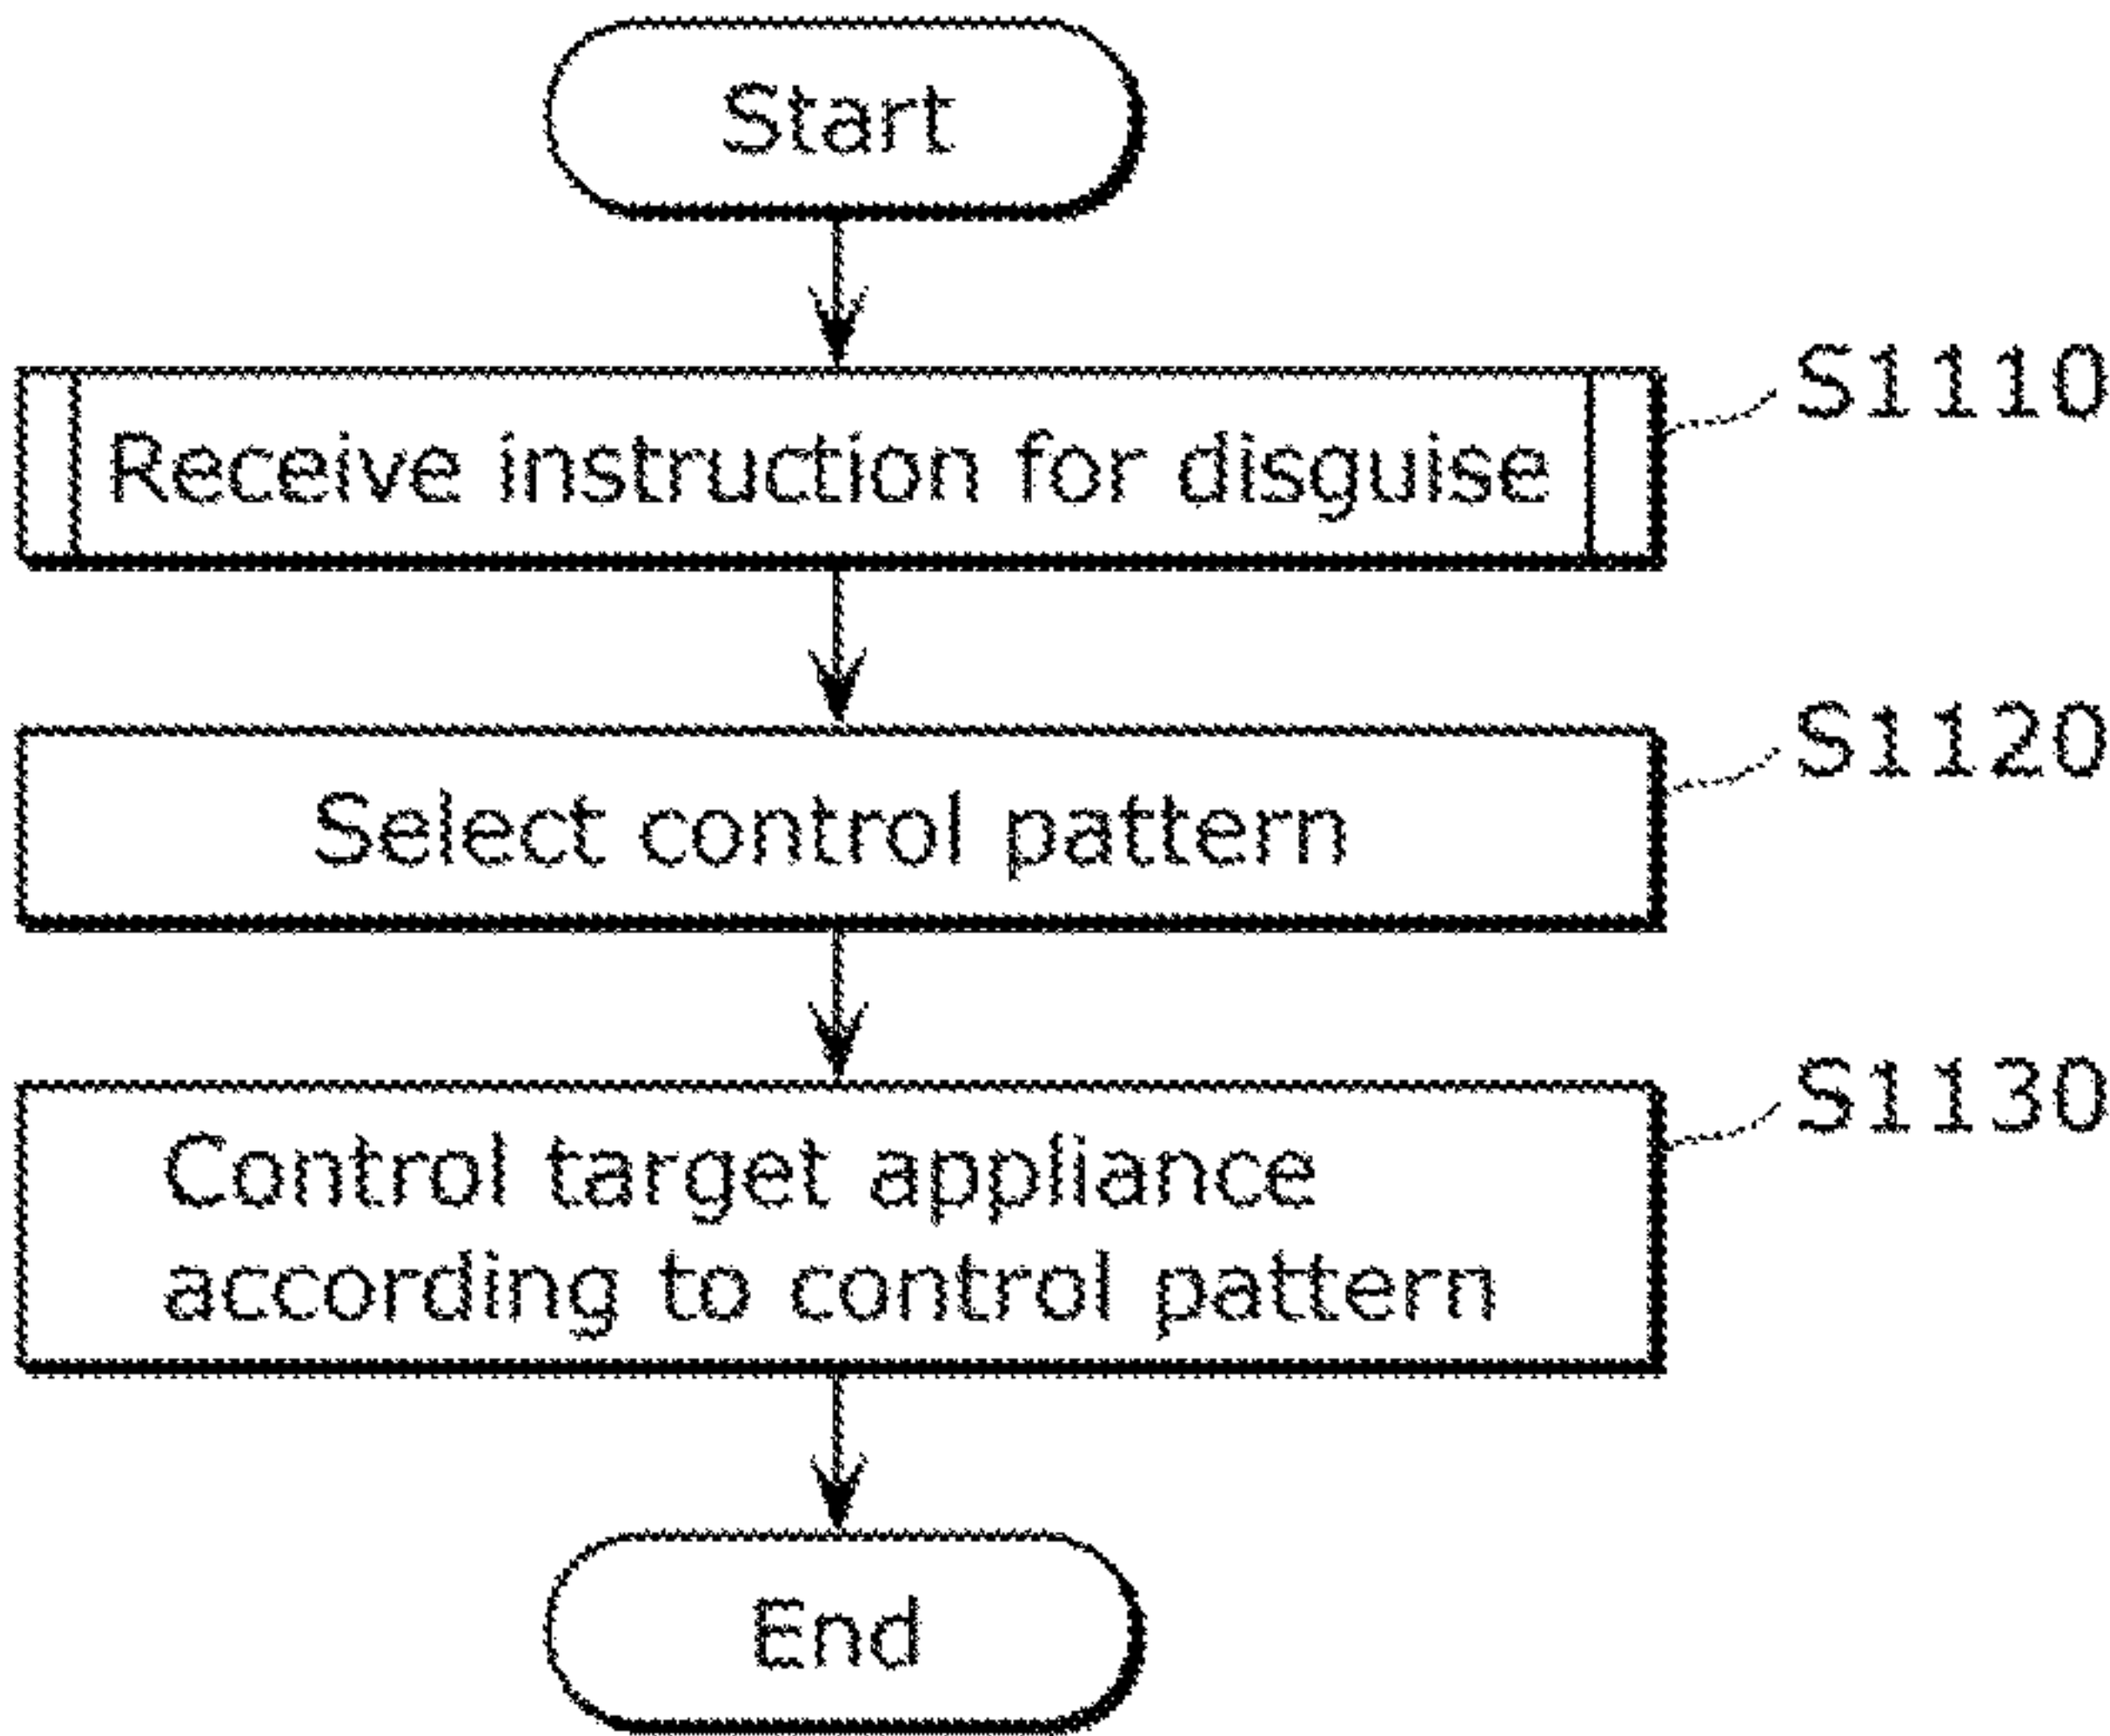 Start
S1110
Receive instruction for disguise
S1120
Select control pattern
S1130
Control target appliance
according to control pattern
End